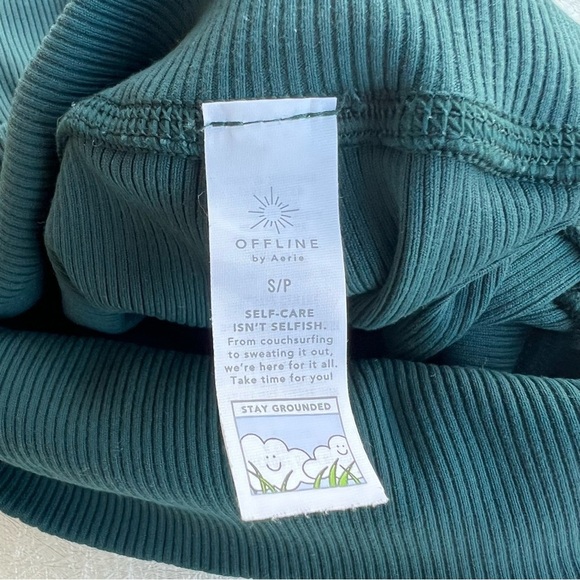 OFFLINE
by Aerie
S/P
SELF-CARE
ISN'T SELFISH.
From couchsurfing
to sweating it out,
we're here for it all.
Take time for you!
STAY GROUNDED